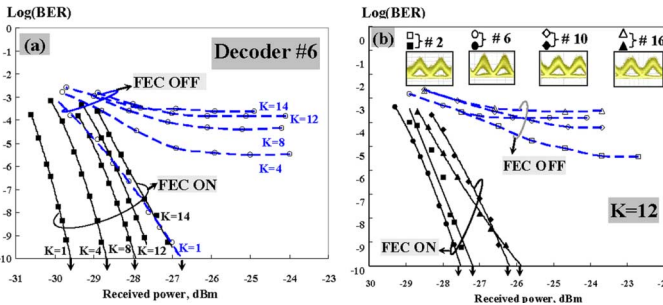 Log(BER)
(a)
Decoder #6
FEC OFF
K=14
K=12
K=8
K=4
FEC ON
K=14
K=1
K=4
K=8
K=12
K=1
0
-1
-2
-3
-4
-5
-6
-7
-8
-9
-10
-31 -30 -29 -28 -27 -26 -25 -24 -23
Received power, dBm
Log(BER)
(b)
# 2
# 6
# 10
# 16
FEC OFF
FEC ON
K=12
0
-1
-2
-3
-4
-5
-6
-7
-8
-9
-10
30 -29 -28 -27 -26 -25 -24 -23
Received power, dBm